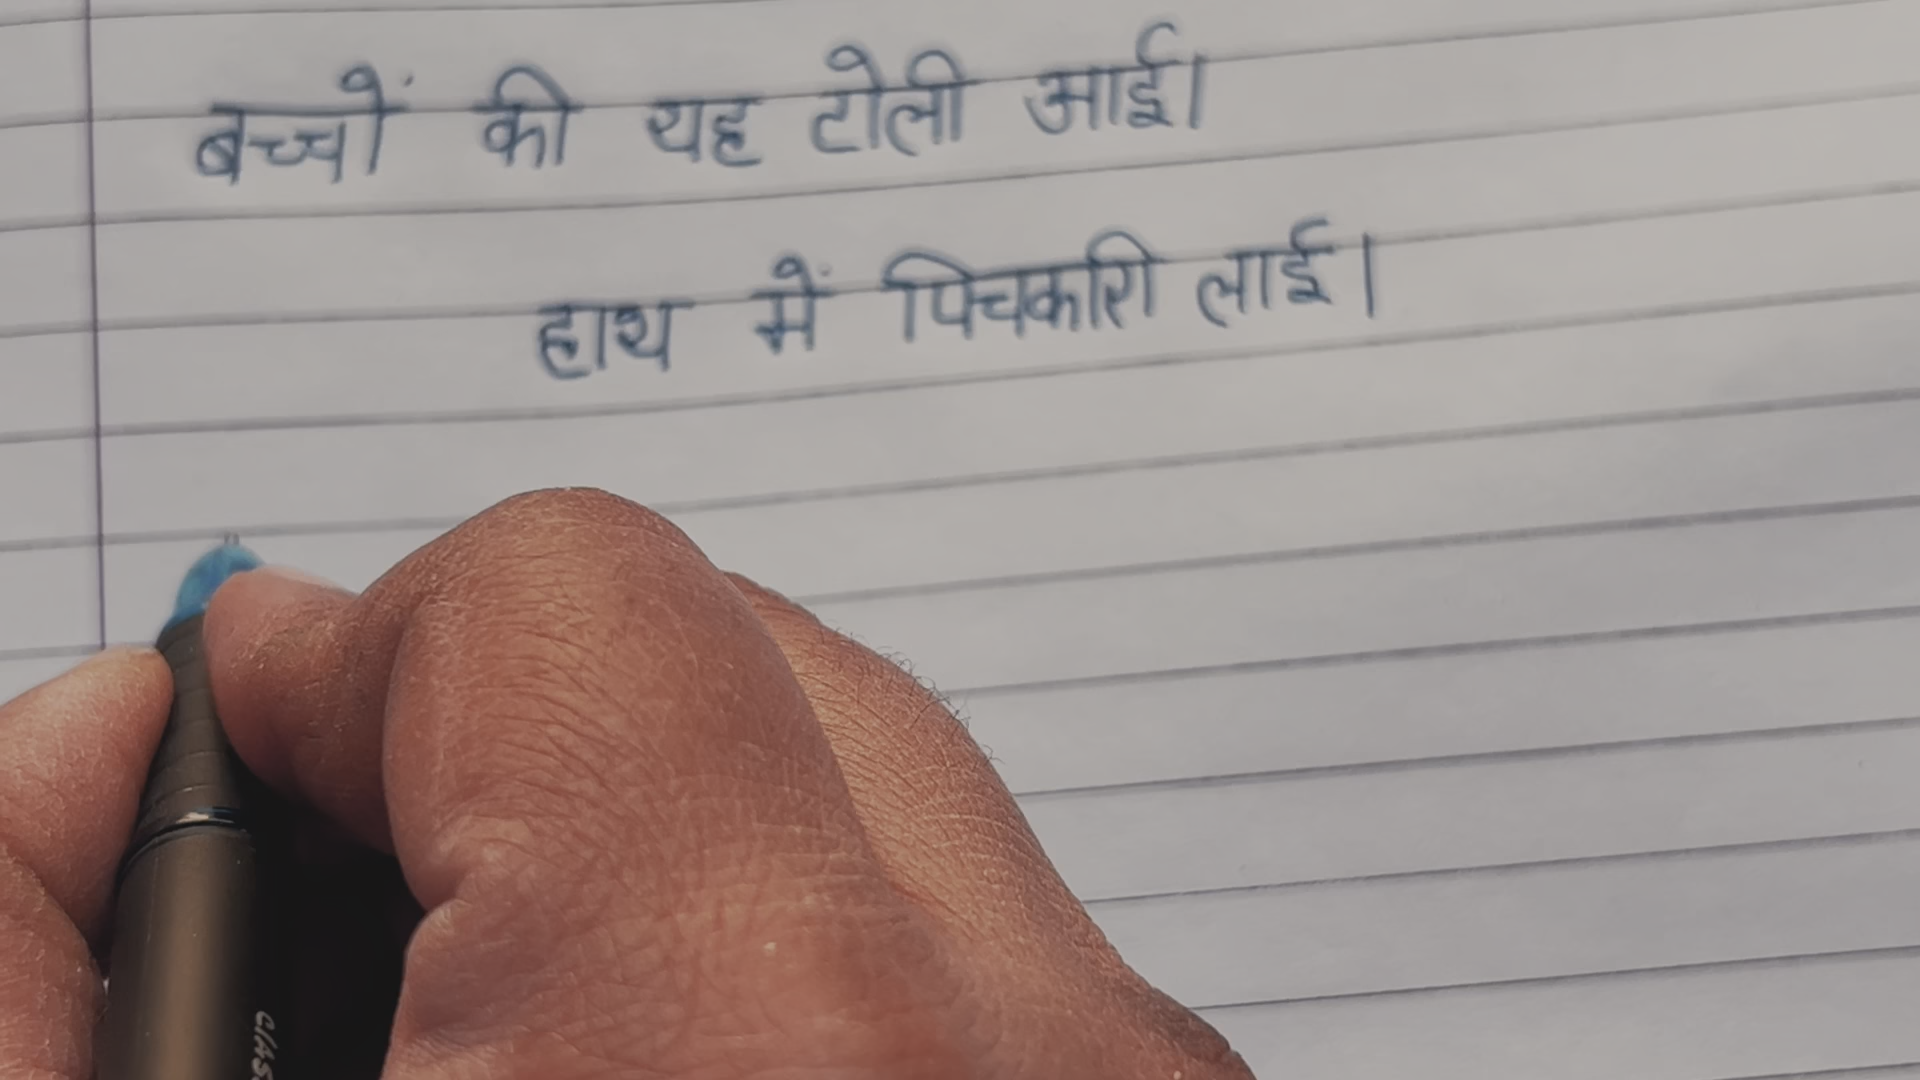 बच्चों की यह टोली आई।
हाथ में पिचकारी लाई।